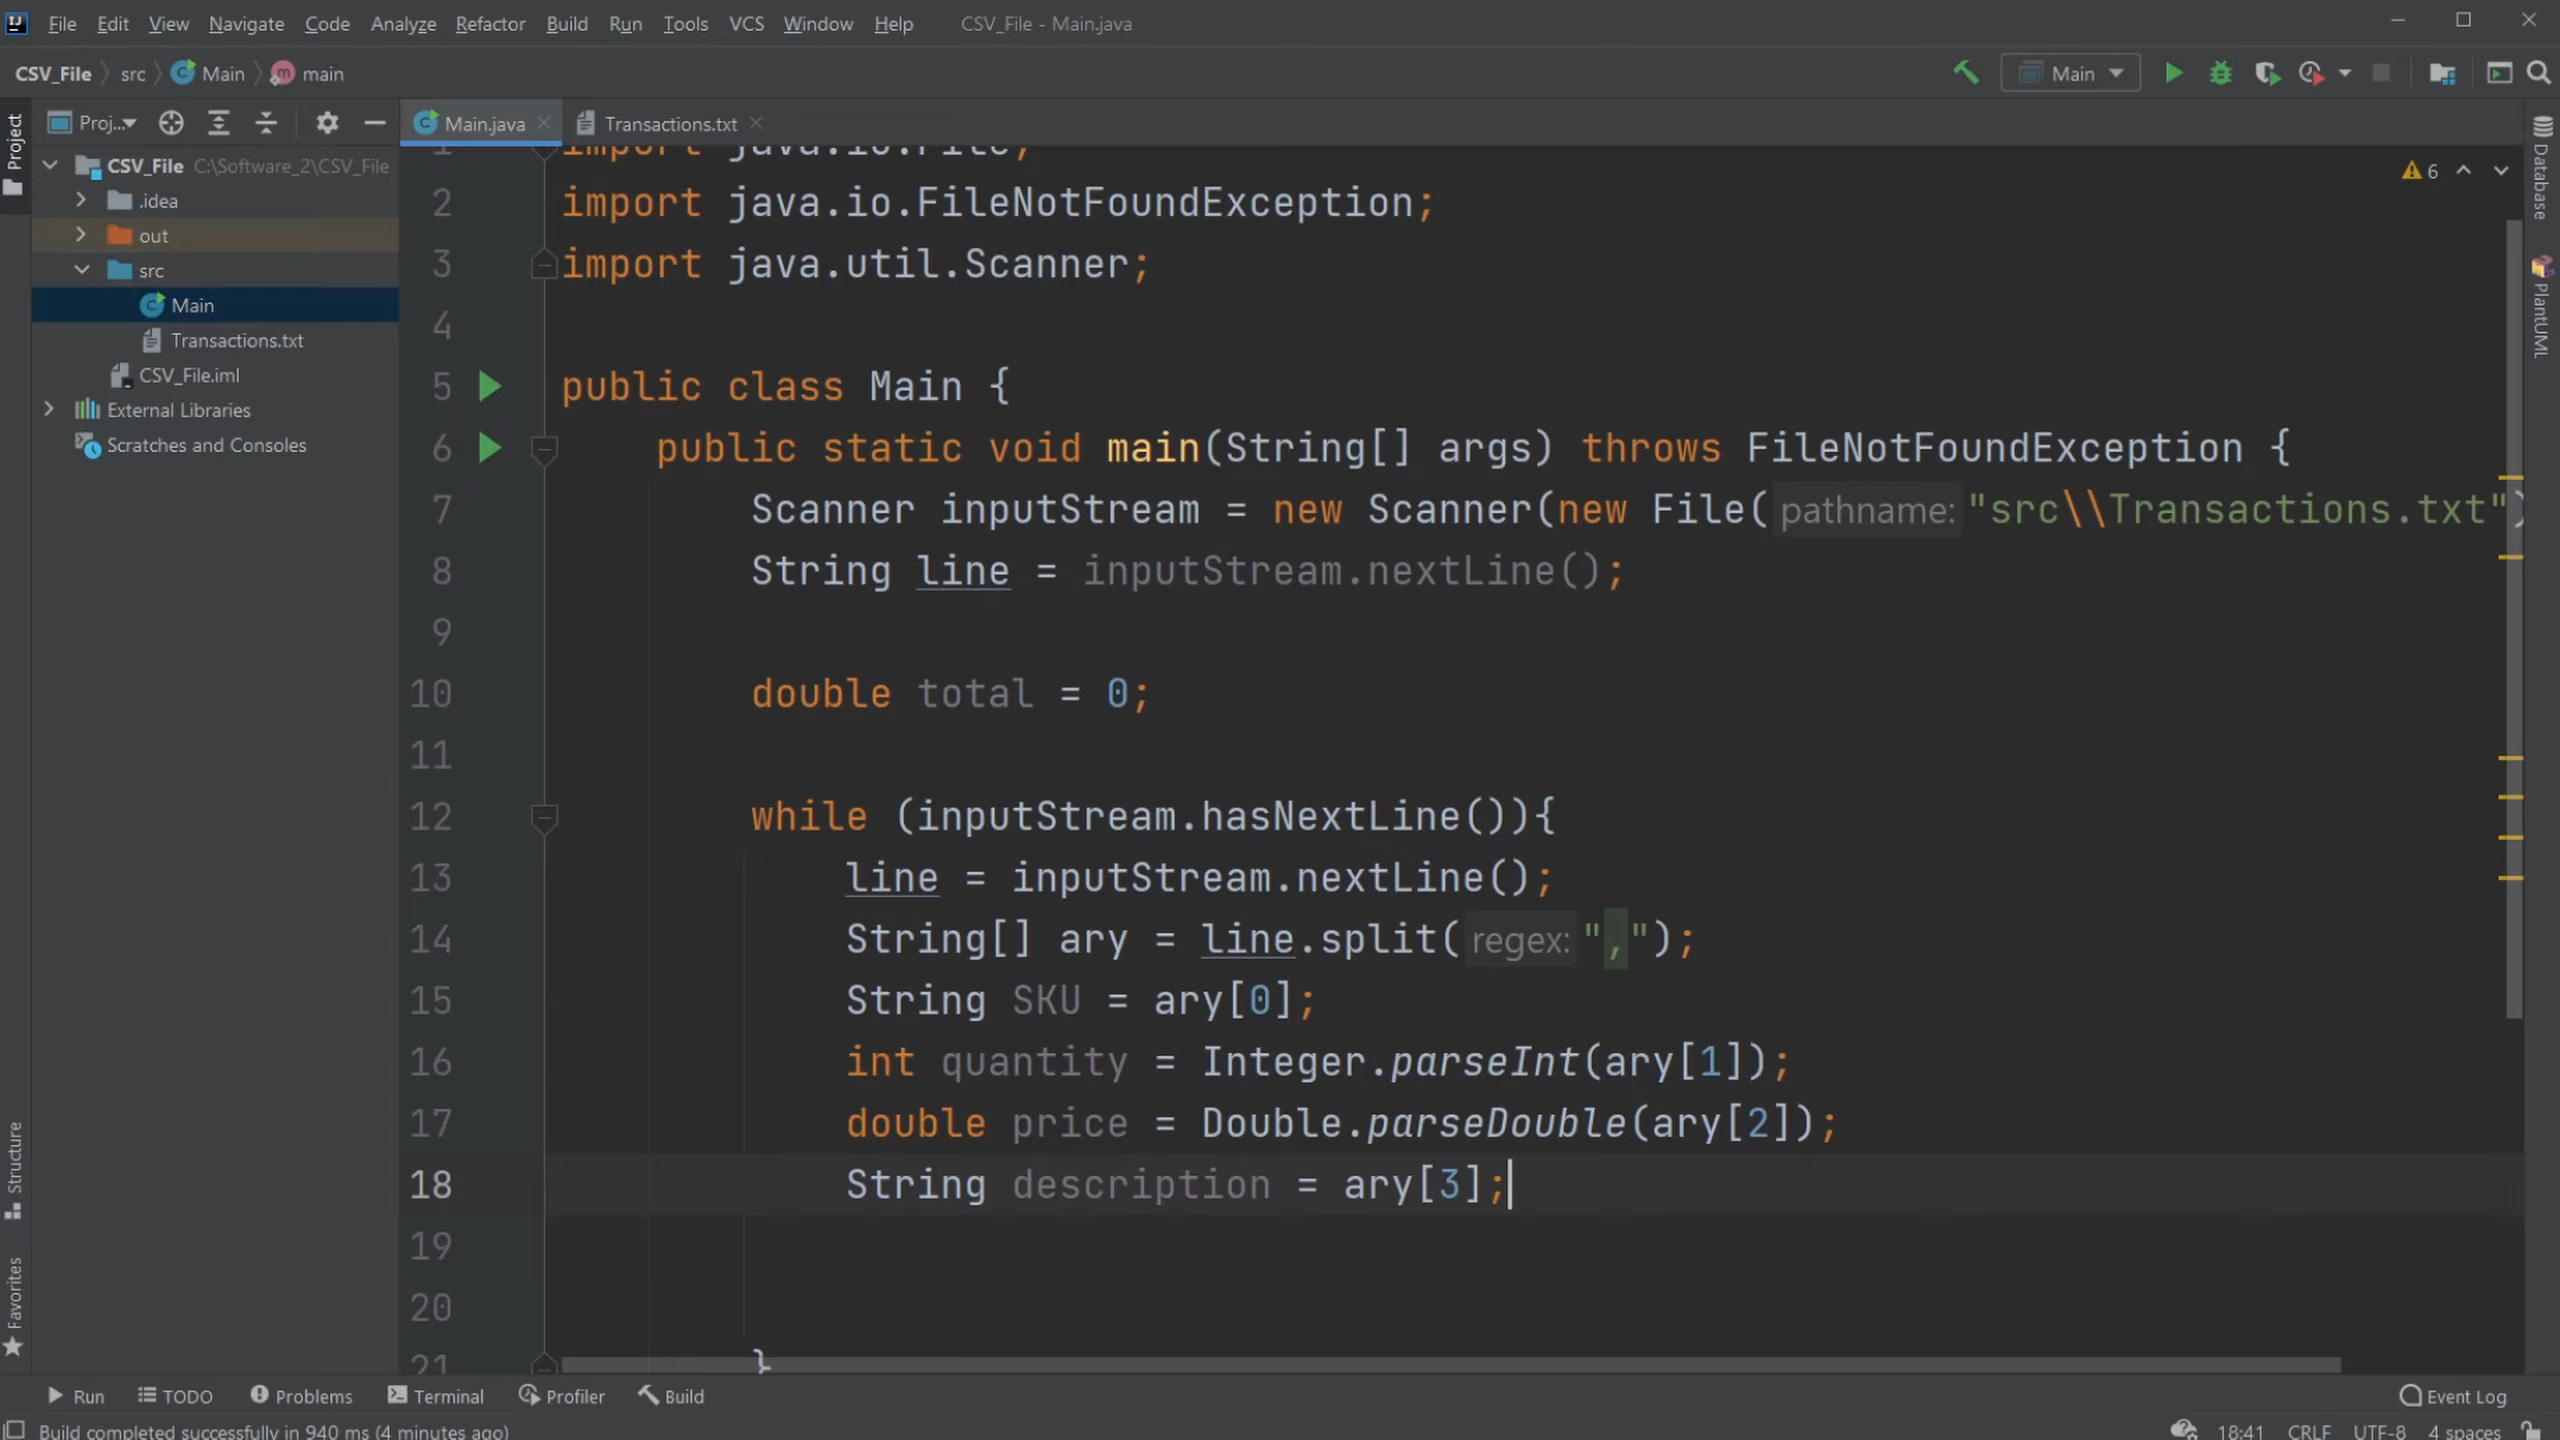 File Edit View Navigate Code Analyze Refactor Build Run Tools VCS Window Help CSV_File - Main.java
CSV_File src Main main Main
Project
Proj...
Main.java
Transactions.txt
CSV_File C:\Software_2\CSV_File
.idea
out
src
Main
Transactions.txt
CSV_File.iml
External Libraries
Scratches and Consoles
Structure
Favorites
6
Database
PlantUML
1 import java.io.File;
2 import java.io.FileNotFoundException;
3 import java.util.Scanner;
4
5 public class Main {
6 public static void main(String[] args) throws FileNotFoundException {
7 Scanner inputStream = new Scanner(new File( pathname: "src\\Transactions.txt")
8 String line = inputStream.nextLine();
9
10 double total = 0;
11
12 while (inputStream.hasNextLine()){
13 line = inputStream.nextLine();
14 String[] ary = line.split( regex: ",");
15 String SKU = ary[0];
16 int quantity = Integer.parseInt(ary[1]);
17 double price = Double.parseDouble(ary[2]);
18 String description = ary[3];
19
20
21 }
Run TODO Problems Terminal Profiler Build Event Log
Build completed successfully in 940 ms (4 minutes ago) 18:41 CRLF UTF-8 4 spaces